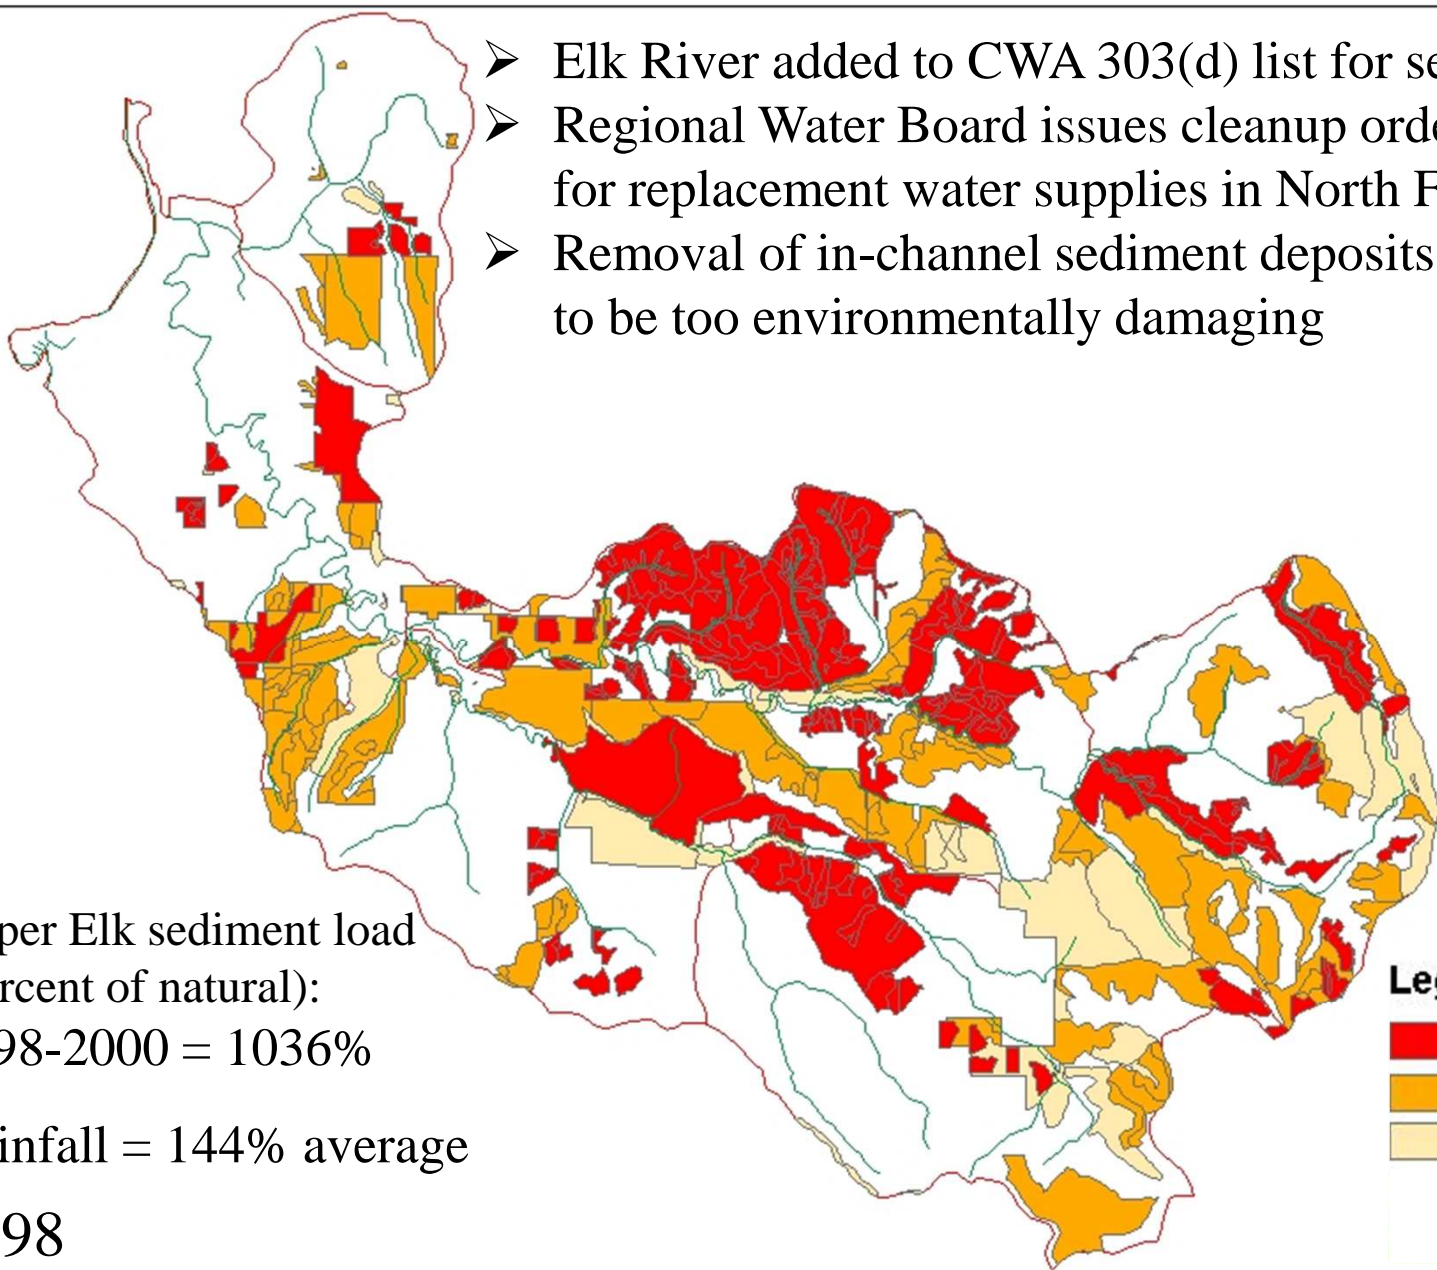 ➢ Elk River added to CWA 303(d) list for se
➢ Regional Water Board issues cleanup orde
for replacement water supplies in North F
➢ Removal of in-channel sediment deposits
to be too environmentally damaging
per Elk sediment load
rcent of natural):
98-2000 = 1036%
infall = 144% average
98
Leg